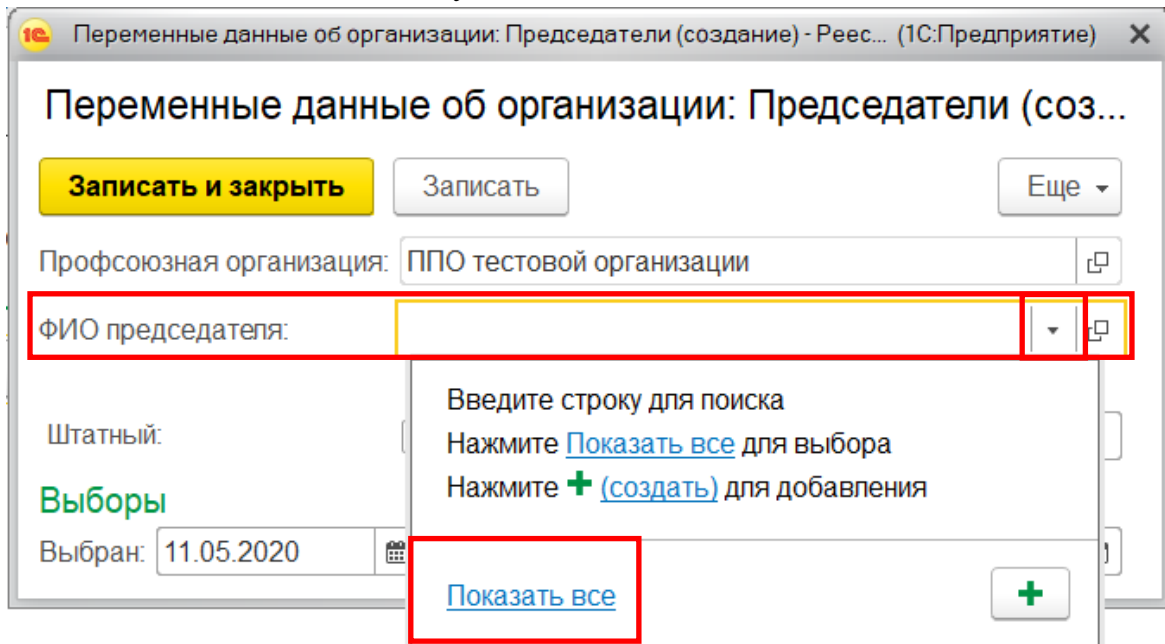 1С Переменные данные об организации: Председатели (создание) - Реес... (1С:Предприятие)
Переменные данные об организации: Председатели (соз...
Записать и закрыть Записать Еще
Профсоюзная организация: ППО тестовой организации
ФИО председателя:
Введите строку для поиска
Штатный:
Нажмите Показать все для выбора
Нажмите + (создать) для добавления
Выборы
Выбран: 11.05.2020
Показать все +